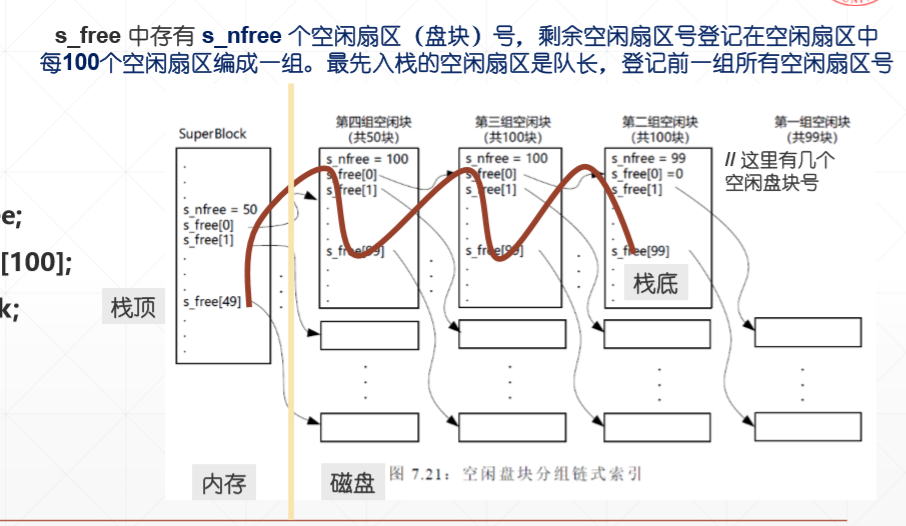 s_free 中存有 s_nfree 个空闲扇区（盘块）号，剩余空闲扇区号登记在空闲扇区中
每100个空闲扇区编成一组。最先入栈的空闲扇区是队长，登记前一组所有空闲扇区号
e;
[100];
k;
栈顶
SuperBlock
s_nfree = 50
s_free[0]
s_free[1]
s_free[49]
内存
第四组空闲块
(共50块)
s_nfree = 100
s_free[0]
s_free[1]
s_free[99]
磁盘
第三组空闲块
(共100块)
s_nfree = 100
s_free[0]
s_free[1]
s_free[99]
第二组空闲块
(共100块)
s_nfree = 99
s_free[0] =0
s_free[1]
s_free[99]
栈底
第一组空闲块
(共99块)
// 这里有几个
空闲盘块号
图 7.21：空闲盘块分组链式索引